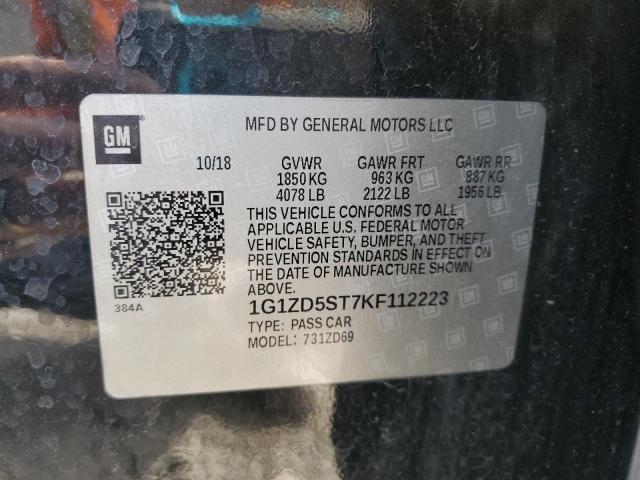 GM
MFD BY GENERAL MOTORS LLC
10/18 GVWR GAWR FRT GAWR RR
1850 KG 963 KG 887 KG
4078 LB 2122 LB 1956 LB
THIS VEHICLE CONFORMS TO ALL
APPLICABLE U.S. FEDERAL MOTOR
VEHICLE SAFETY, BUMPER, AND THEFT
PREVENTION STANDARDS IN EFFECT ON
THE DATE OF MANUFACTURE SHOWN
ABOVE.
384A
1G1ZD5ST7KF112223
TYPE: PASS CAR
MODEL: 731ZD69